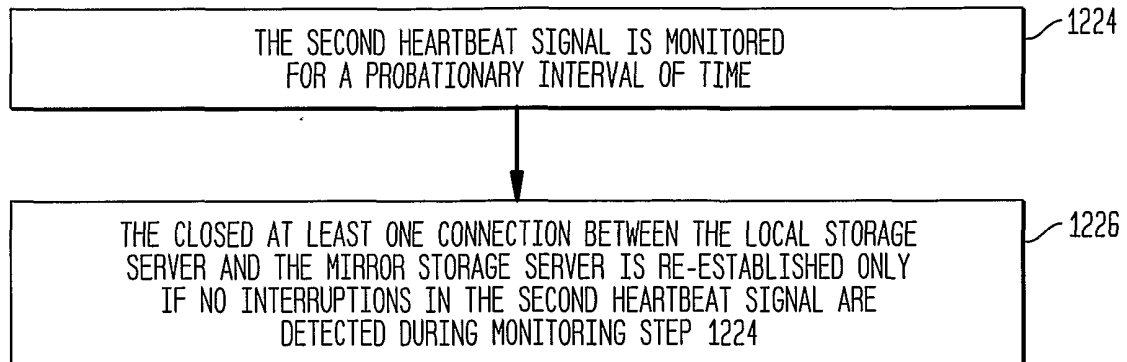 THE SECOND HEARTBEAT SIGNAL IS MONITORED
FOR A PROBATIONARY INTERVAL OF TIME
1224
THE CLOSED AT LEAST ONE CONNECTION BETWEEN THE LOCAL STORAGE
SERVER AND THE MIRROR STORAGE SERVER IS RE-ESTABLISHED ONLY
IF NO INTERRUPTIONS IN THE SECOND HEARTBEAT SIGNAL ARE
DETECTED DURING MONITORING STEP 1224
1226